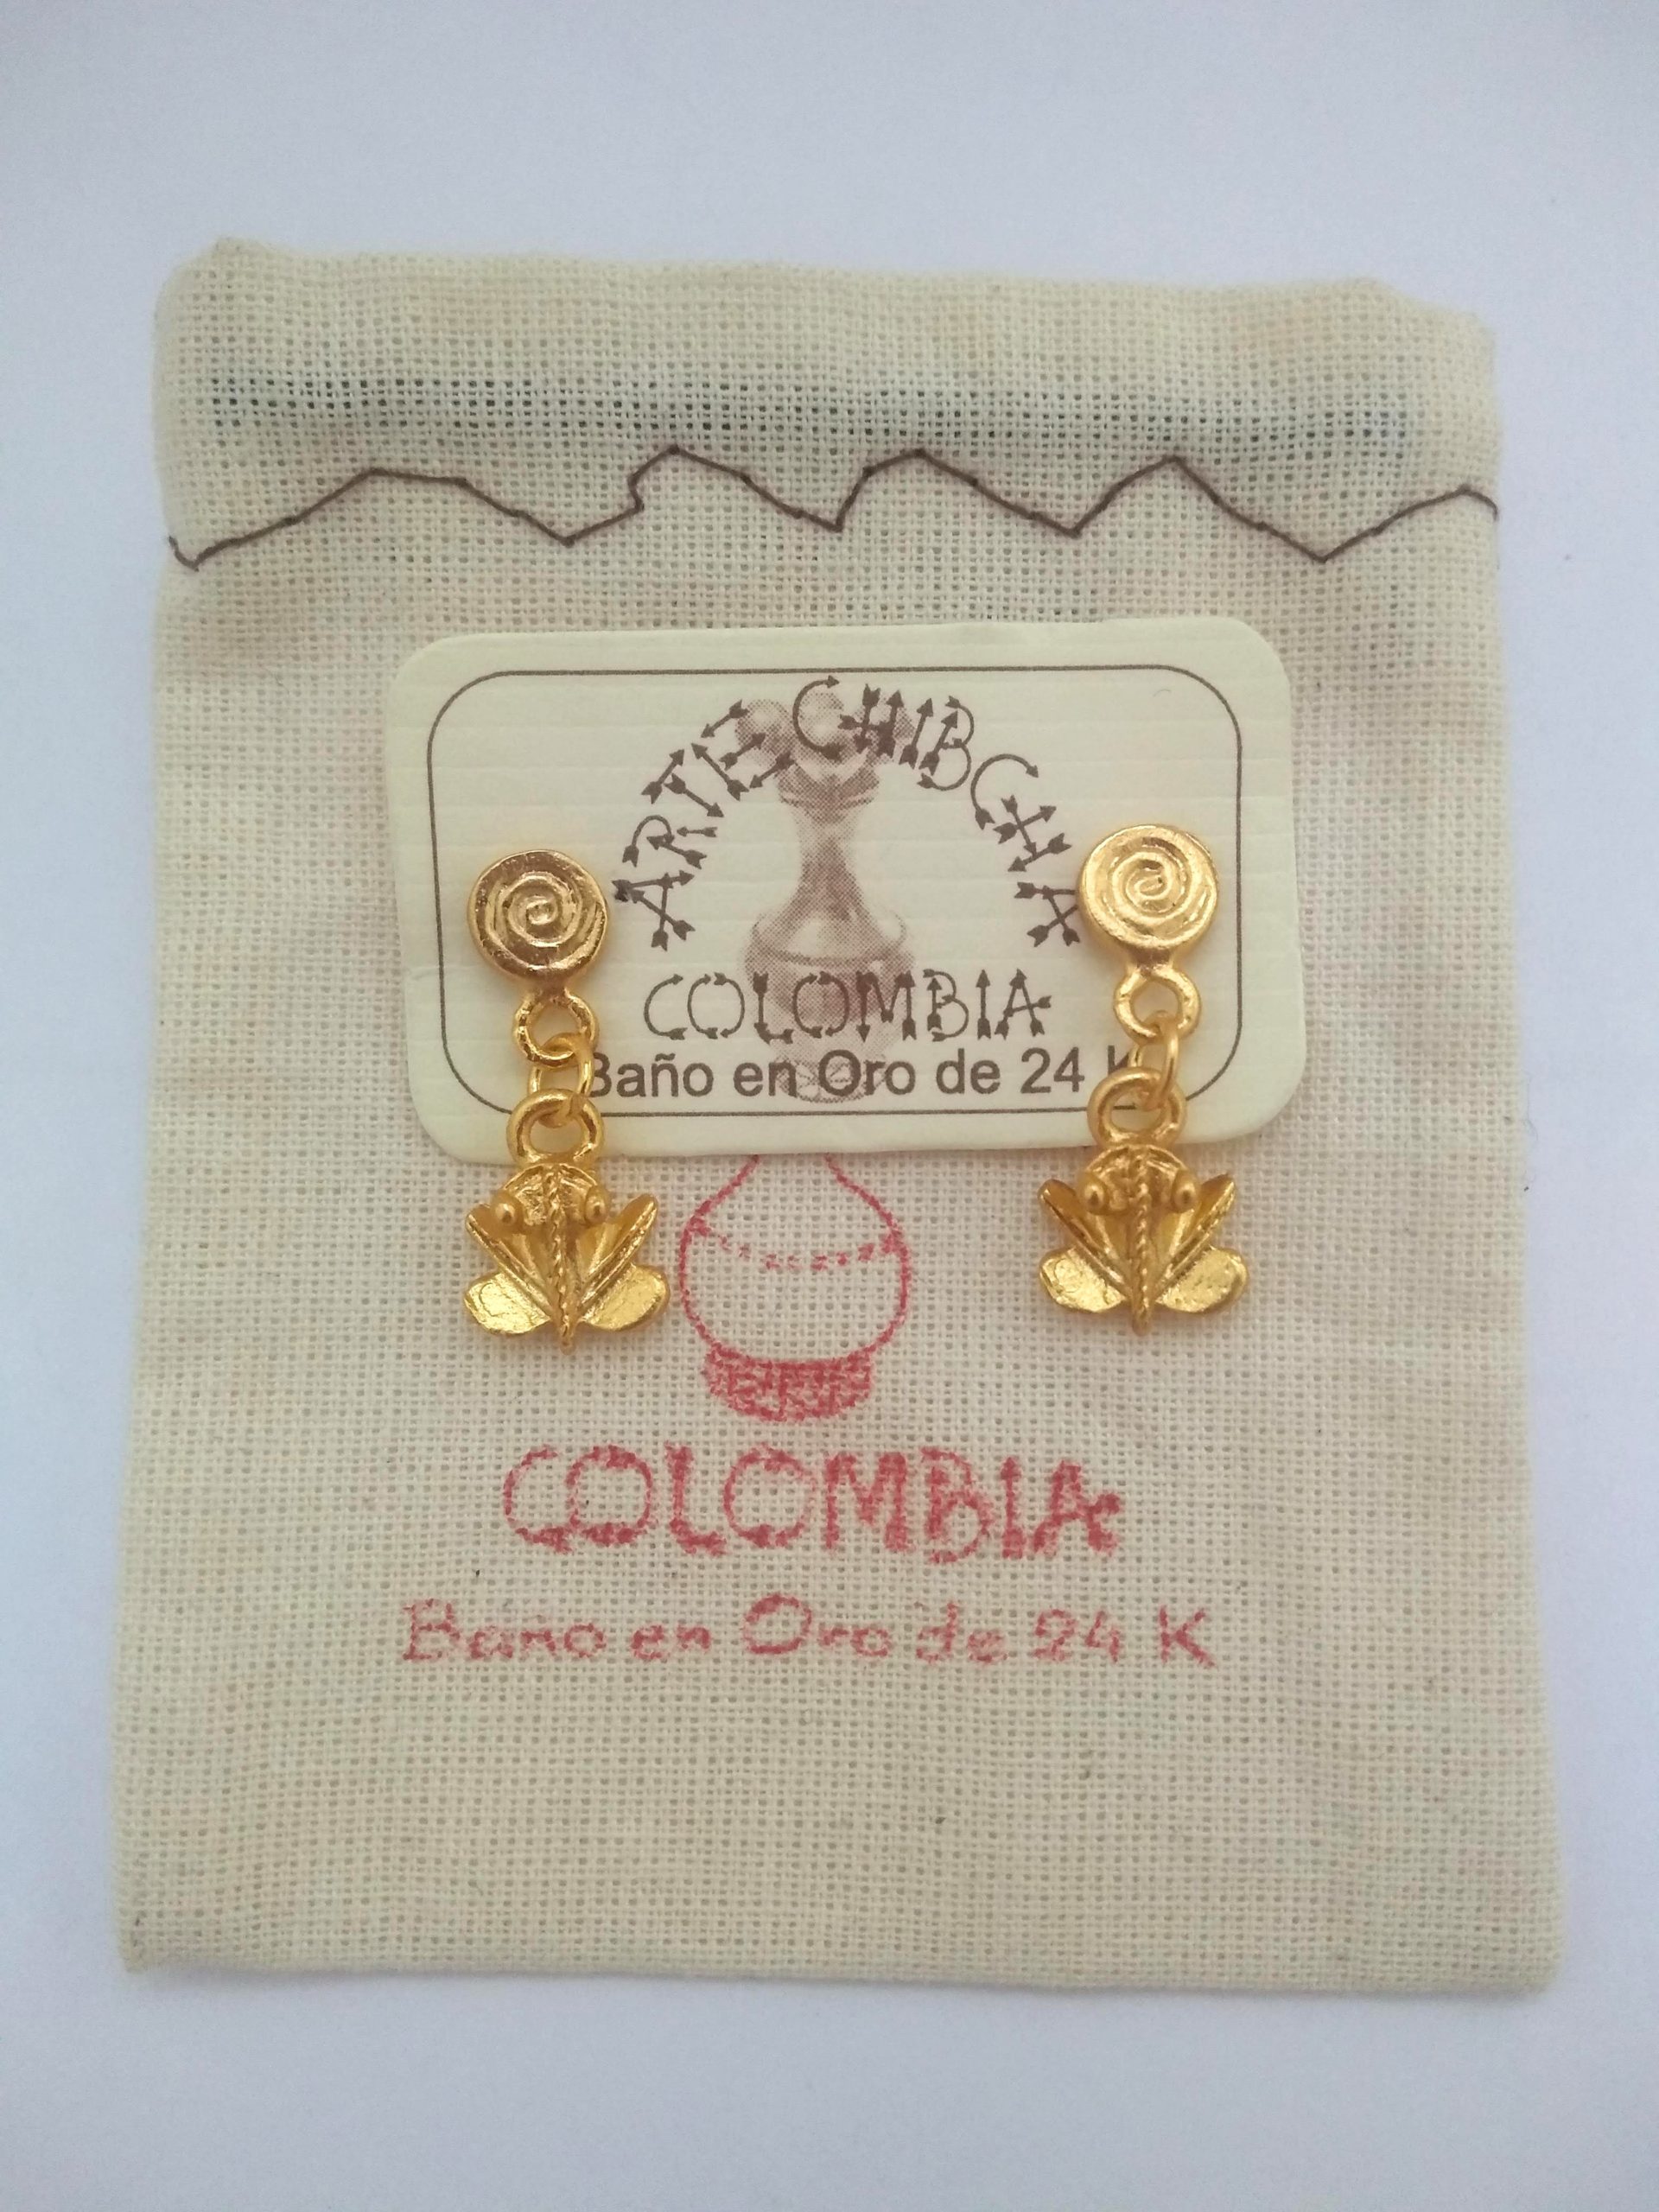 ARTE CHIBCHA
COLOMBIA
Baño en Oro de 24 K
COLOMBIA
Baño en Oro de 24 K